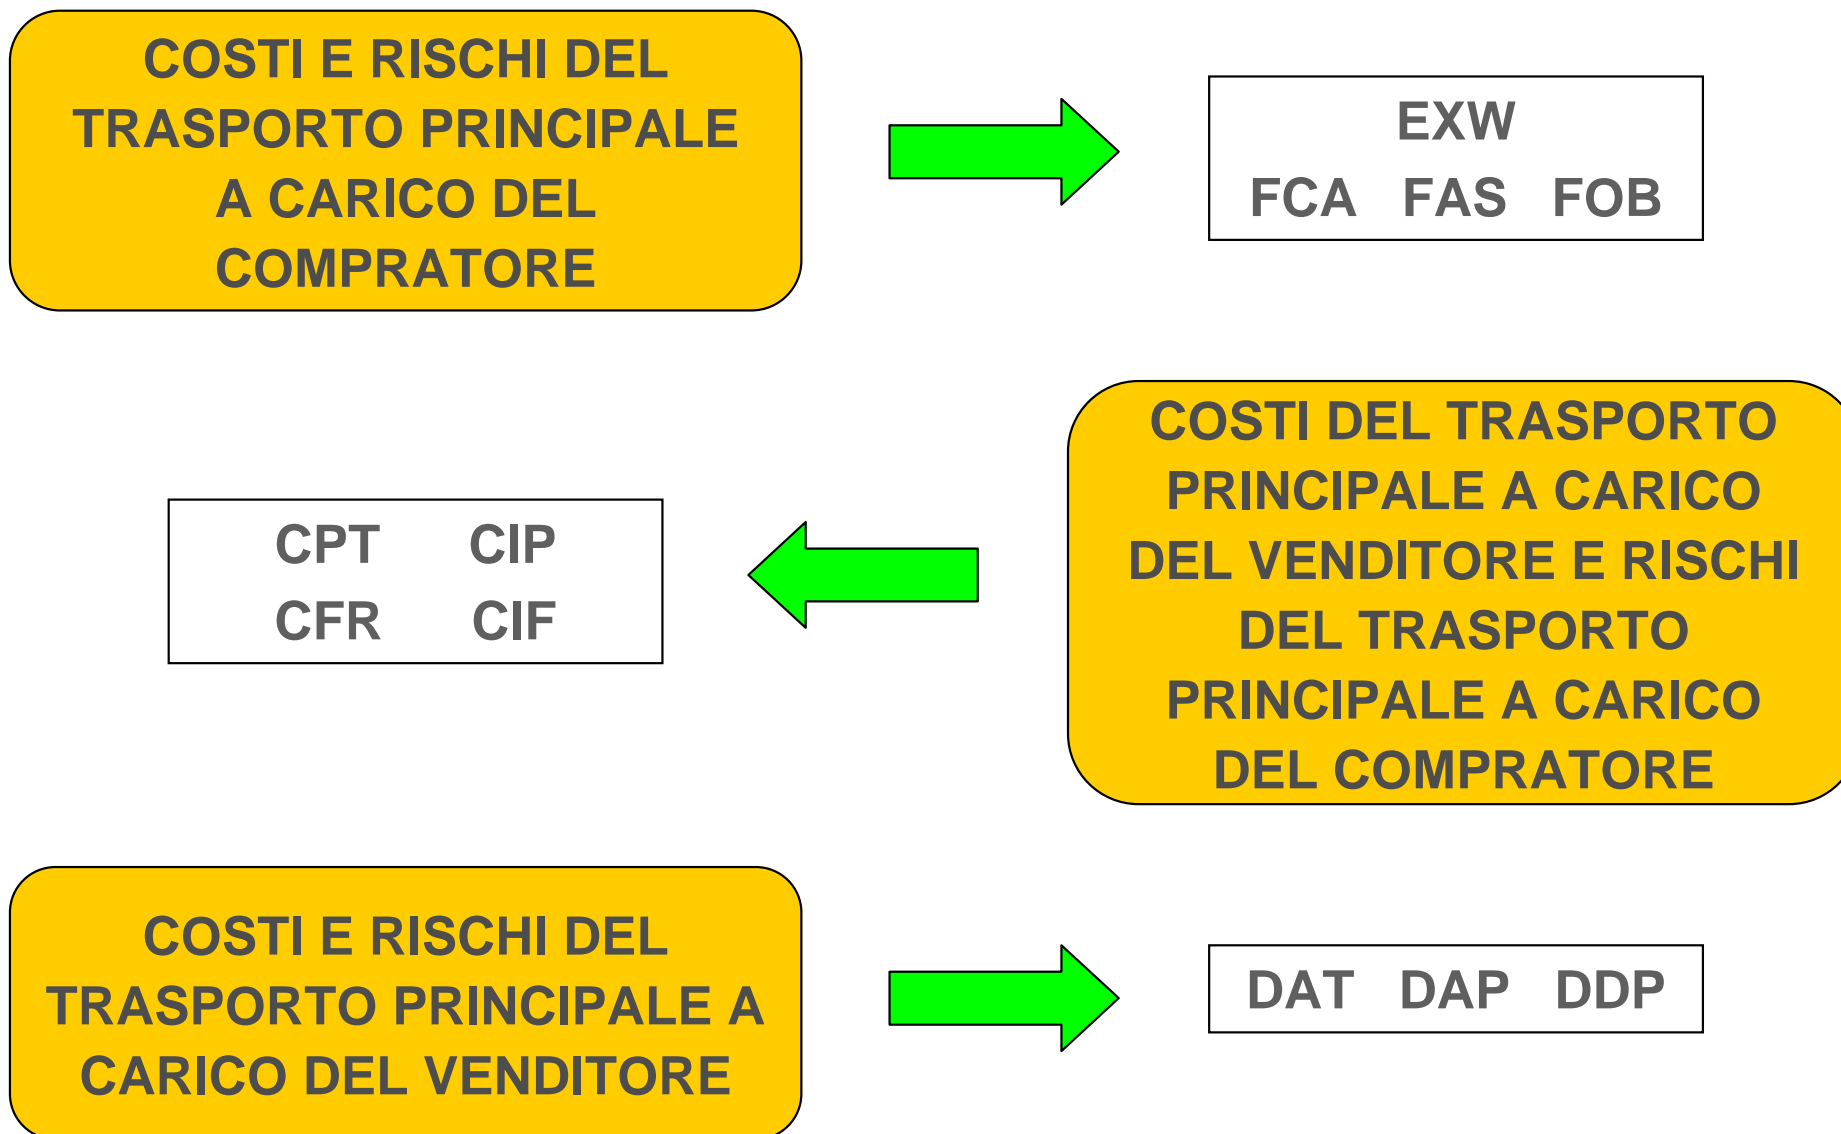 COSTI E RISCHI DEL
TRASPORTO PRINCIPALE
A CARICO DEL
COMPRATORE
EXW
FCA FAS FOB
CPT CIP
CFR CIF
COSTI DEL TRASPORTO
PRINCIPALE A CARICO
DEL VENDITORE E RISCHI
DEL TRASPORTO
PRINCIPALE A CARICO
DEL COMPRATORE
COSTI E RISCHI DEL
TRASPORTO PRINCIPALE A
CARICO DEL VENDITORE
DAT DAP DDP